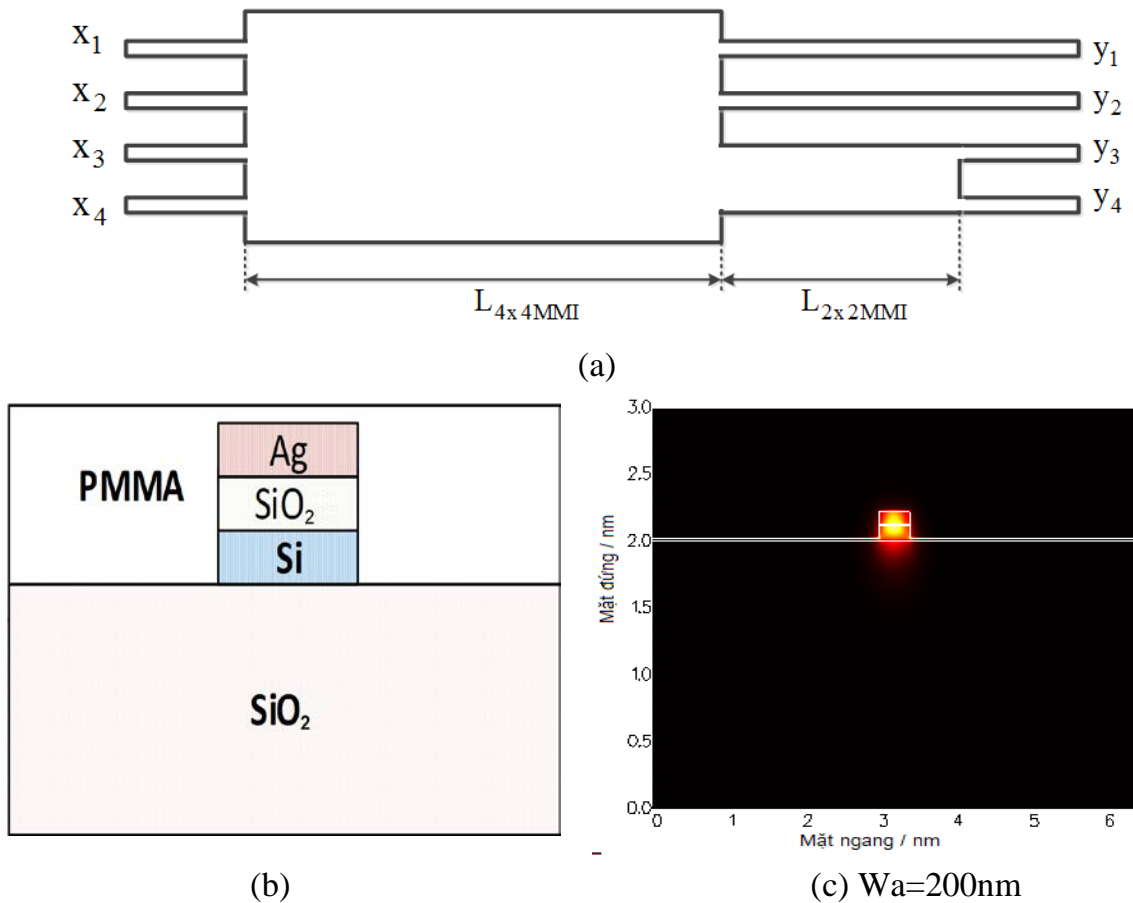 x₁ y₁
x₂ y₂
x₃ y₃
x₄ y₄
L₄ₓ₄MMI L₂ₓ₂MMI
(a)
PMMA
Ag
SiO₂
Si
SiO₂
3.0
2.5
2.0
1.5
1.0
0.5
0.0
Mặt đứng / nm
0 1 2 3 4 5 6
Mặt ngang / nm
(b) (c) Wa=200nm